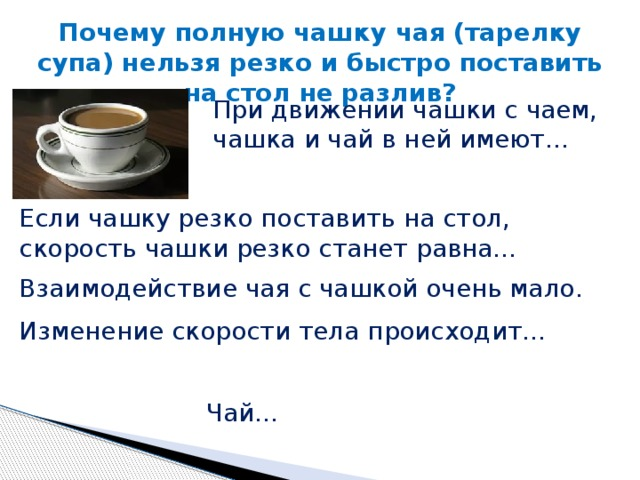 Почему полную чашку чая (тарелку
супа) нельзя резко и быстро поставить
на стол не разлив?
При движении чашки с чаем,
чашка и чай в ней имеют…
Если чашку резко поставить на стол,
скорость чашки резко станет равна…
Взаимодействие чая с чашкой очень мало.
Изменение скорости тела происходит…
Чай…